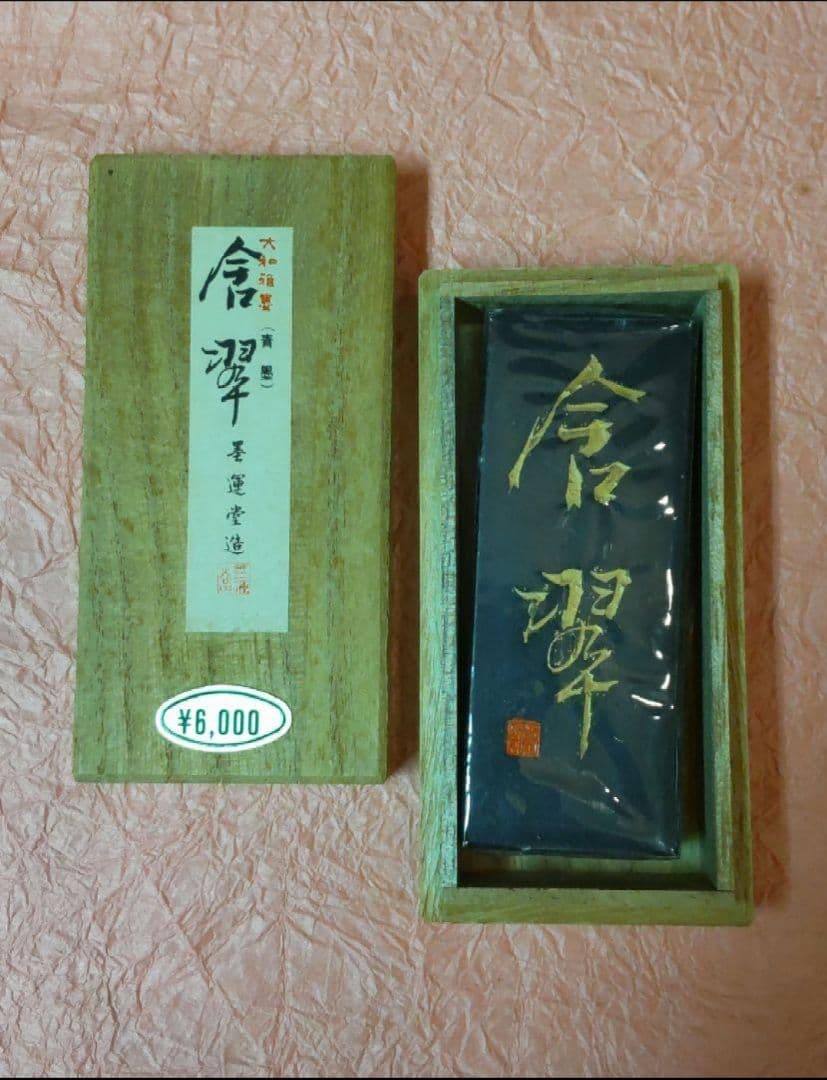 大和雅墨（青墨）
含翠
墨運堂造
¥6,000
含翠